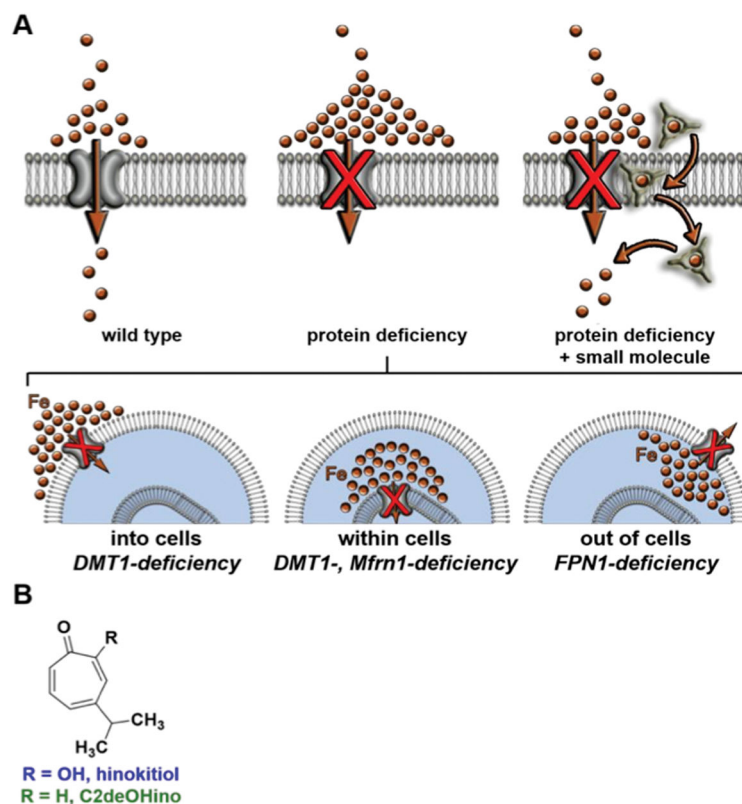 A
wild type
protein deficiency
protein deficiency
+ small molecule
Fe
Fe
Fe
into cells
DMT1-deficiency
within cells
DMT1-, Mfrn1-deficiency
out of cells
FPN1-deficiency
B
O
R
CH₃
H₃C
R = OH, hinokitiol
R = H, C2deOHino